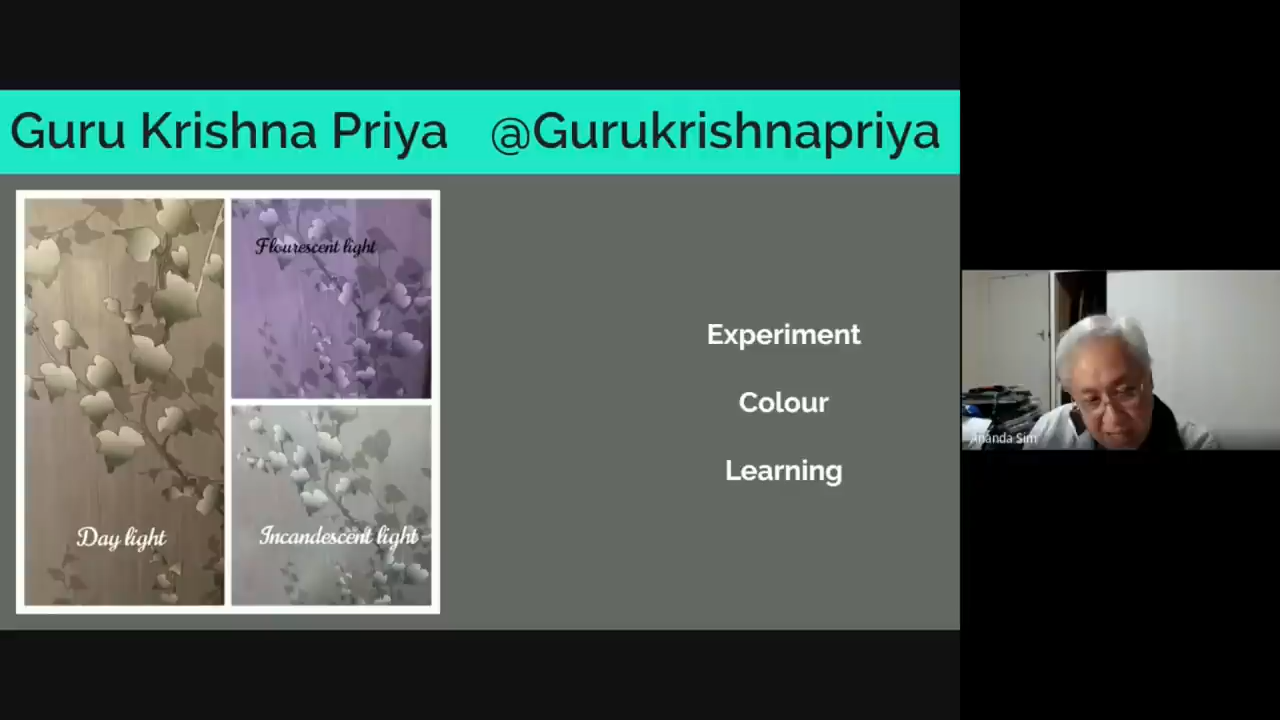 Guru Krishna Priya @Gurukrishnapriya
Flourescent light
Day light
Incandescent light
Experiment
Colour
Learning
Ananda Sim